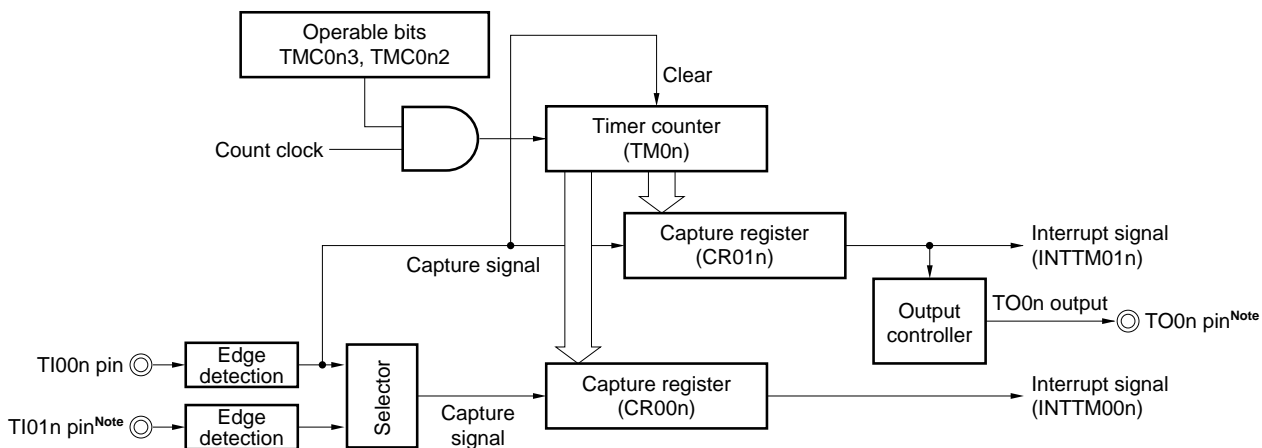 Operable bits
TMC0n3, TMC0n2
Clear
Count clock
Timer counter
(TM0n)
Capture register
(CR01n)
Interrupt signal
(INTTM01n)
Capture signal
Output
controller
TO0n output
TO0n pinNote
TI00n pin
Edge
detection
Selector
Capture register
(CR00n)
Interrupt signal
(INTTM00n)
TI01n pinNote
Edge
detection
Capture
signal